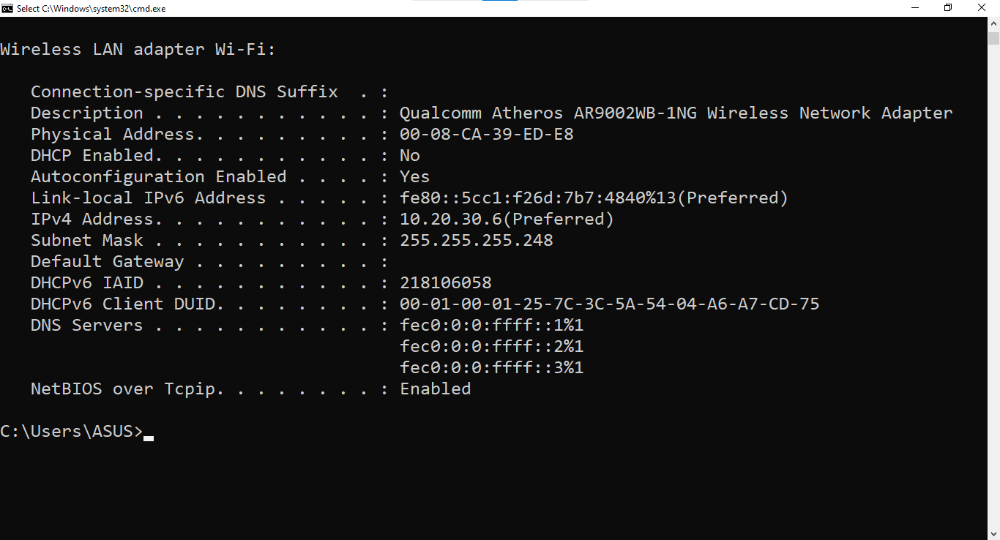 Select C:\Windows\system32\cmd.exe
Wireless LAN adapter Wi-Fi:
   Connection-specific DNS Suffix  . :
   Description . . . . . . . . . . . : Qualcomm Atheros AR9002WB-1NG Wireless Network Adapter
   Physical Address. . . . . . . . . : 00-08-CA-39-ED-E8
   DHCP Enabled. . . . . . . . . . . : No
   Autoconfiguration Enabled . . . . : Yes
   Link-local IPv6 Address . . . . . : fe80::5cc1:f26d:7b7:4840%13(Preferred)
   IPv4 Address. . . . . . . . . . . : 10.20.30.6(Preferred)
   Subnet Mask . . . . . . . . . . . : 255.255.255.248
   Default Gateway . . . . . . . . . :
   DHCPv6 IAID . . . . . . . . . . . : 218106058
   DHCPv6 Client DUID. . . . . . . . : 00-01-00-01-25-7C-3C-5A-54-04-A6-A7-CD-75
   DNS Servers . . . . . . . . . . . : fec0:0:0:ffff::1%1
                                       fec0:0:0:ffff::2%1
                                       fec0:0:0:ffff::3%1
   NetBIOS over Tcpip. . . . . . . . : Enabled
C:\Users\ASUS>